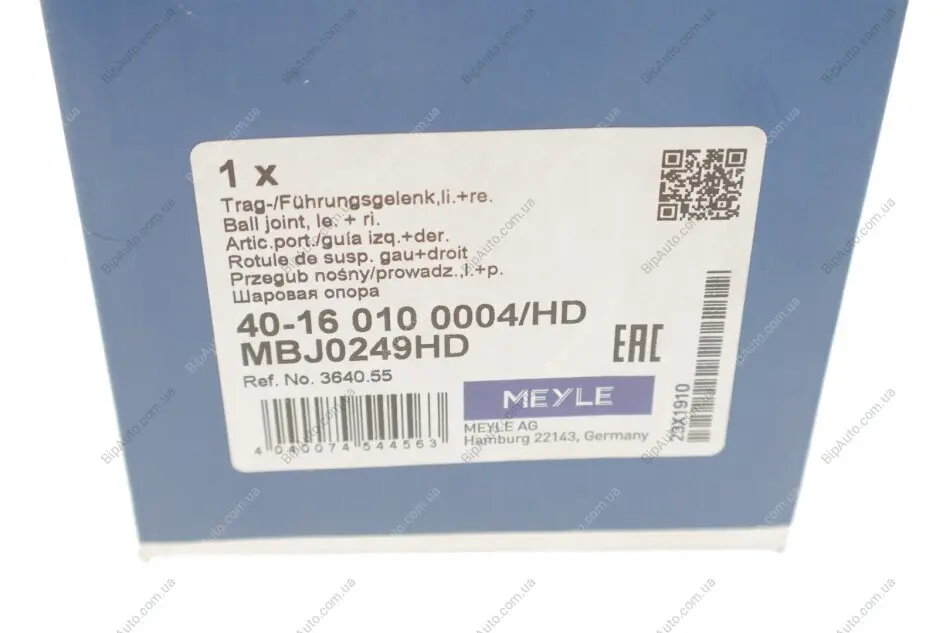 1 x
Trag-/Führungsgelenk,li.+re.
Ball joint, le. + ri.
Artic.port./guía izq.+der.
Rotule de susp. gau+droit
Przegub nośny/prowadz.,l.+p.
Шаровая опора
40-16 010 0004/HD
MBJ0249HD
Ref. No. 3640.55
EAC
MEYLE
MEYLE AG
Hamburg 22143, Germany
4 040074 544563
23X1910
BipAuto.com.ua